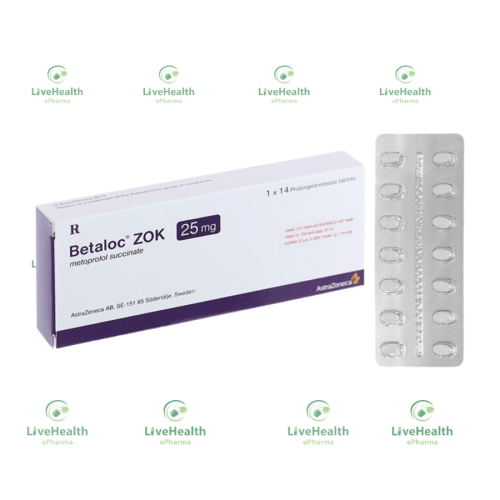 LiveHealth
ePharma
LiveHealth
ePharma
LiveHealth
ePharma
LiveHealth
ePharma
R
Betaloc® ZOK 25 mg
metoprolol succinate
AstraZeneca AB, SE-151 85 Södertälje, Sweden
1 x 14 Prolonged-release tablets
AstraZeneca
LiveHealth
ePharma
LiveHealth
ePharma
LiveHealth
ePharma
LiveHealth
ePharma